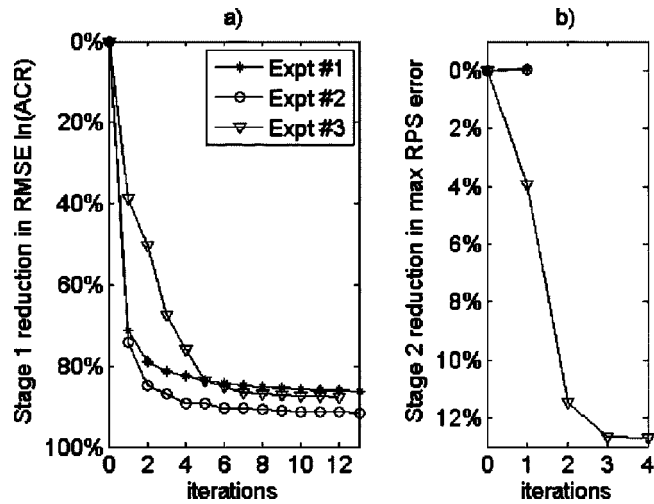 a)
Stage 1 reduction in RMSE ln(ACR)
0%
20%
40%
60%
80%
100%
Expt #1
Expt #2
Expt #3
0 2 4 6 8 10 12
iterations
b)
Stage 2 reduction in max RPS error
0%
2%
4%
6%
8%
10%
12%
0 1 2 3 4
iterations